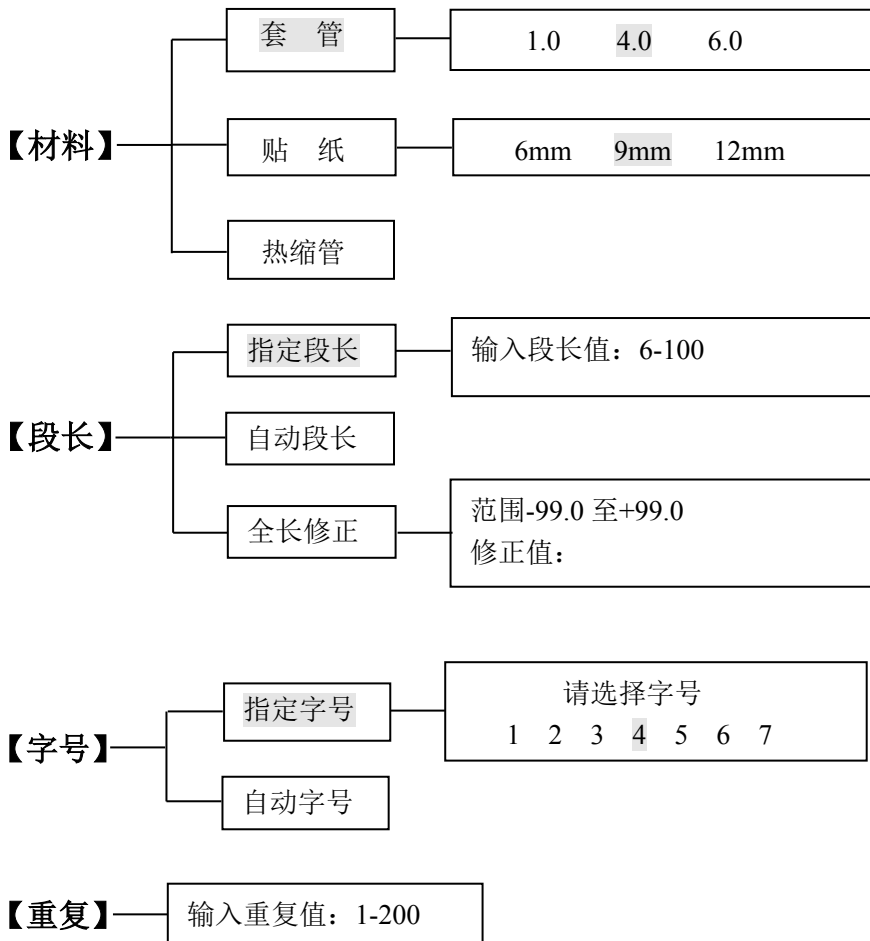 【材料】
套 管
1.0 4.0 6.0
贴 纸
6mm 9mm 12mm
热缩管
【段长】
指定段长
输入段长值：6-100
自动段长
全长修正
范围-99.0 至+99.0
修正值：
【字号】
指定字号
请选择字号
1 2 3 4 5 6 7
自动字号
【重复】
输入重复值：1-200